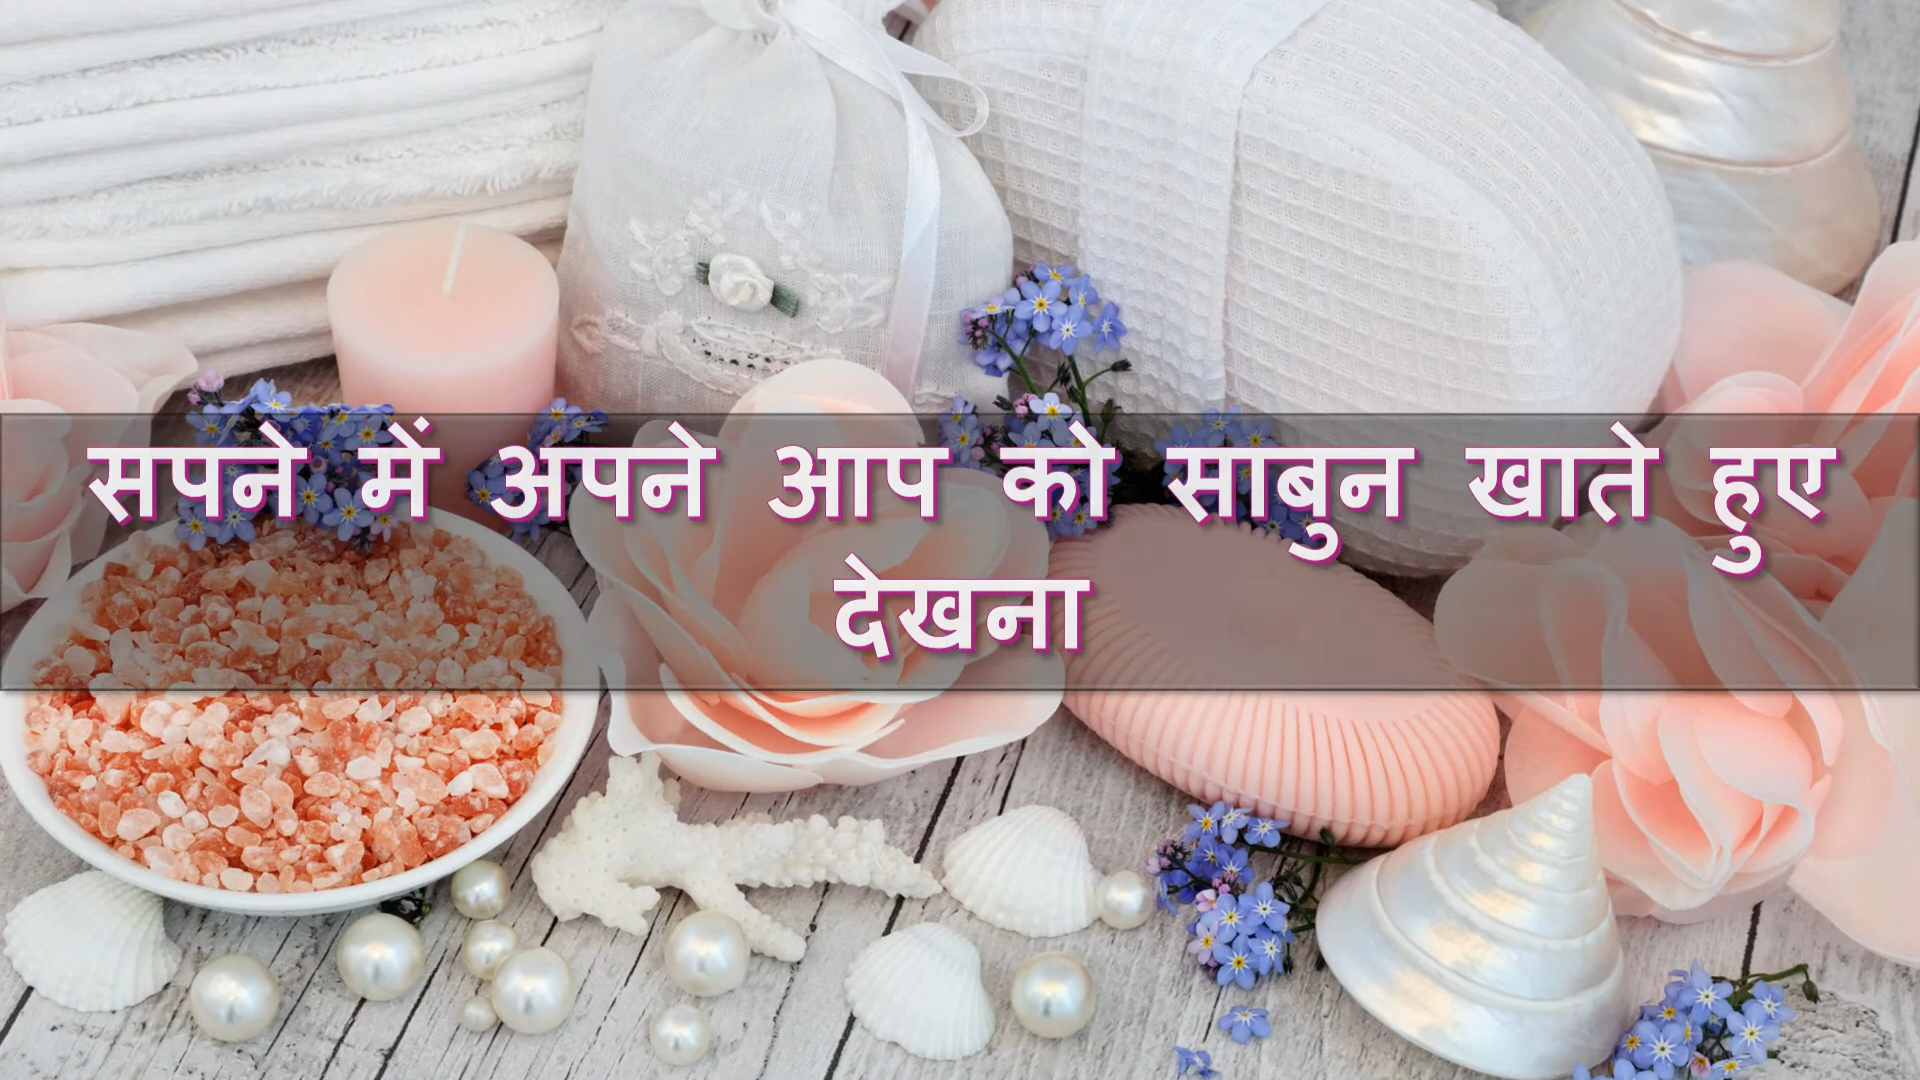 सपने में अपने आप को साबुन खाते हुए
देखना